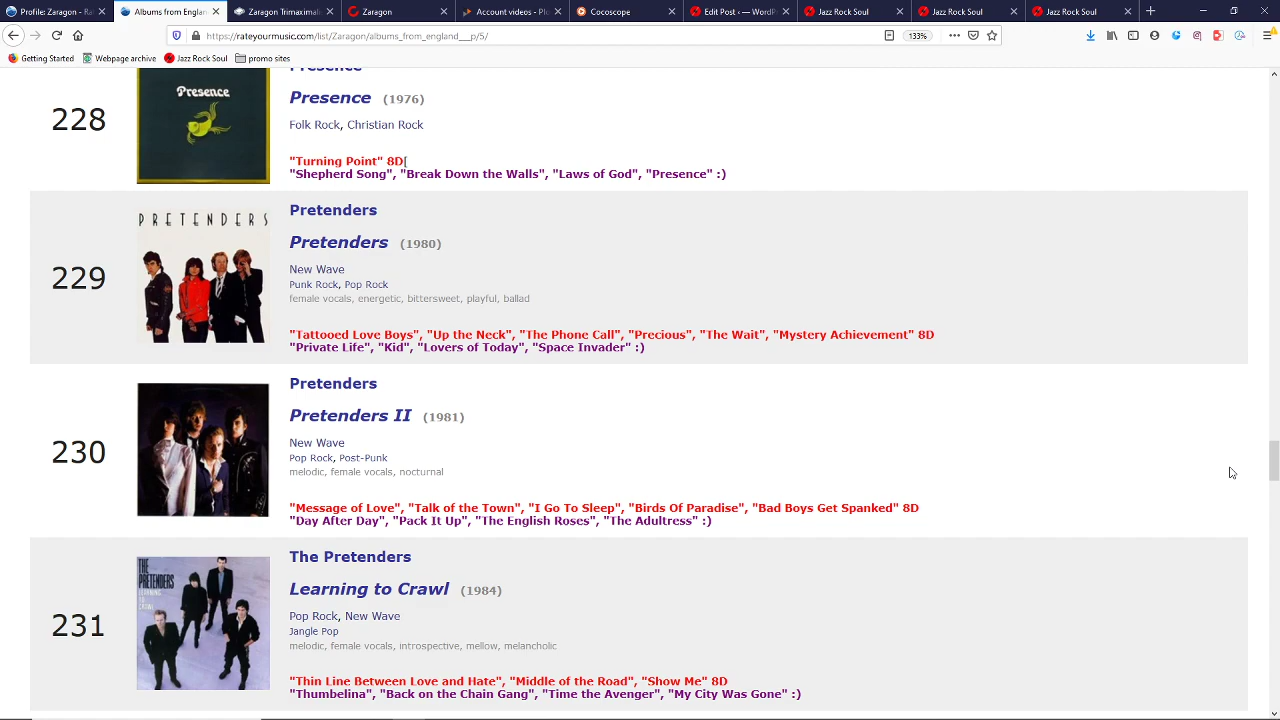 Profile: Zaragon - Ra
Albums from Englan
Zaragon Trimaximali
Zaragon
Account videos - Plo
Cocoscope
Edit Post ‹ — WordPr
Jazz Rock Soul
Jazz Rock Soul
Jazz Rock Soul
https://rateyourmusic.com/list/Zaragon/albums_from_england__p/5/
133%
Getting Started
Webpage archive
Jazz Rock Soul
promo sites
Presence
228
Presence
Presence (1976)
Folk Rock, Christian Rock
"Turning Point" 8D[
"Shepherd Song", "Break Down the Walls", "Laws of God", "Presence" :)
229
PRETENDERS
Pretenders
Pretenders (1980)
New Wave
Punk Rock, Pop Rock
female vocals, energetic, bittersweet, playful, ballad
"Tattooed Love Boys", "Up the Neck", "The Phone Call", "Precious", "The Wait", "Mystery Achievement" 8D
"Private Life", "Kid", "Lovers of Today", "Space Invader" :)
230
Pretenders
Pretenders II (1981)
New Wave
Pop Rock, Post-Punk
melodic, female vocals, nocturnal
"Message of Love", "Talk of the Town", "I Go To Sleep", "Birds Of Paradise", "Bad Boys Get Spanked" 8D
"Day After Day", "Pack It Up", "The English Roses", "The Adultress" :)
231
THE
PRETENDERS
LEARNING
TO
CRAWL
The Pretenders
Learning to Crawl (1984)
Pop Rock, New Wave
Jangle Pop
melodic, female vocals, introspective, mellow, melancholic
"Thin Line Between Love and Hate", "Middle of the Road", "Show Me" 8D
"Thumbelina", "Back on the Chain Gang", "Time the Avenger", "My City Was Gone" :)